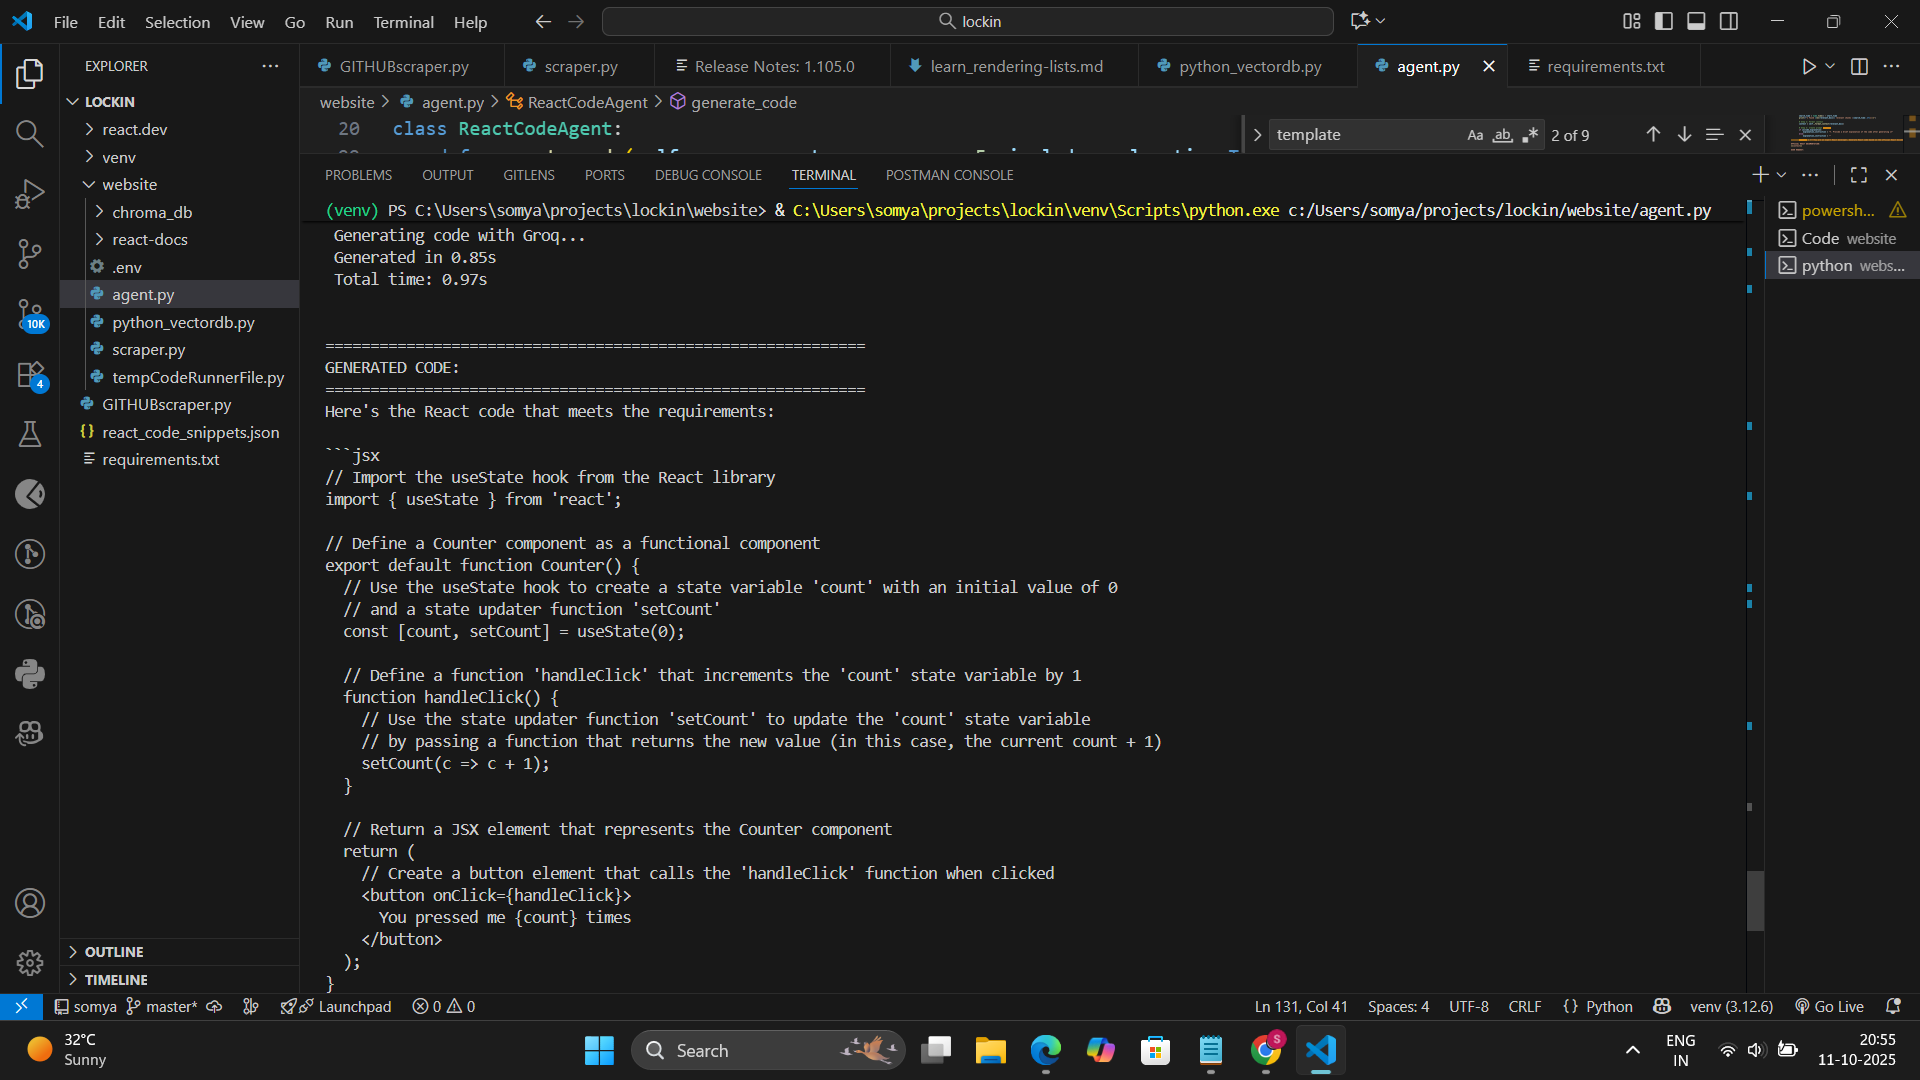 File Edit Selection View Go Run Terminal Help
lockin
EXPLORER
LOCKIN
react.dev
venv
website
chroma_db
react-docs
.env
agent.py
python_vectordb.py
scraper.py
tempCodeRunnerFile.py
GITHUBscraper.py
react_code_snippets.json
requirements.txt
OUTLINE
TIMELINE
10K
4
GITHUBscraper.py scraper.py Release Notes: 1.105.0 learn_rendering-lists.md python_vectordb.py agent.py requirements.txt
website > agent.py > ReactCodeAgent > generate_code
20 class ReactCodeAgent:
template Aa ab 2 of 9
PROBLEMS OUTPUT GITLENS PORTS DEBUG CONSOLE TERMINAL POSTMAN CONSOLE
(venv) PS C:\Users\somya\projects\lockin\website> & C:\Users\somya\projects\lockin\venv\Scripts\python.exe c:/Users/somya/projects/lockin/website/agent.py
Generating code with Groq...
Generated in 0.85s
Total time: 0.97s
============================================================
GENERATED CODE:
============================================================
Here's the React code that meets the requirements:
```jsx
// Import the useState hook from the React library
import { useState } from 'react';
// Define a Counter component as a functional component
export default function Counter() {
// Use the useState hook to create a state variable 'count' with an initial value of 0
// and a state updater function 'setCount'
const [count, setCount] = useState(0);
// Define a function 'handleClick' that increments the 'count' state variable by 1
function handleClick() {
// Use the state updater function 'setCount' to update the 'count' state variable
// by passing a function that returns the new value (in this case, the current count + 1)
setCount(c => c + 1);
}
// Return a JSX element that represents the Counter component
return (
// Create a button element that calls the 'handleClick' function when clicked
<button onClick={handleClick}>
You pressed me {count} times
</button>
);
}
powersh...
Code website
python webs...
somya master* Launchpad 0 0
Ln 131, Col 41 Spaces: 4 UTF-8 CRLF {} Python venv (3.12.6) Go Live
32°C
Sunny
Search
S
ENG
IN
20:55
11-10-2025